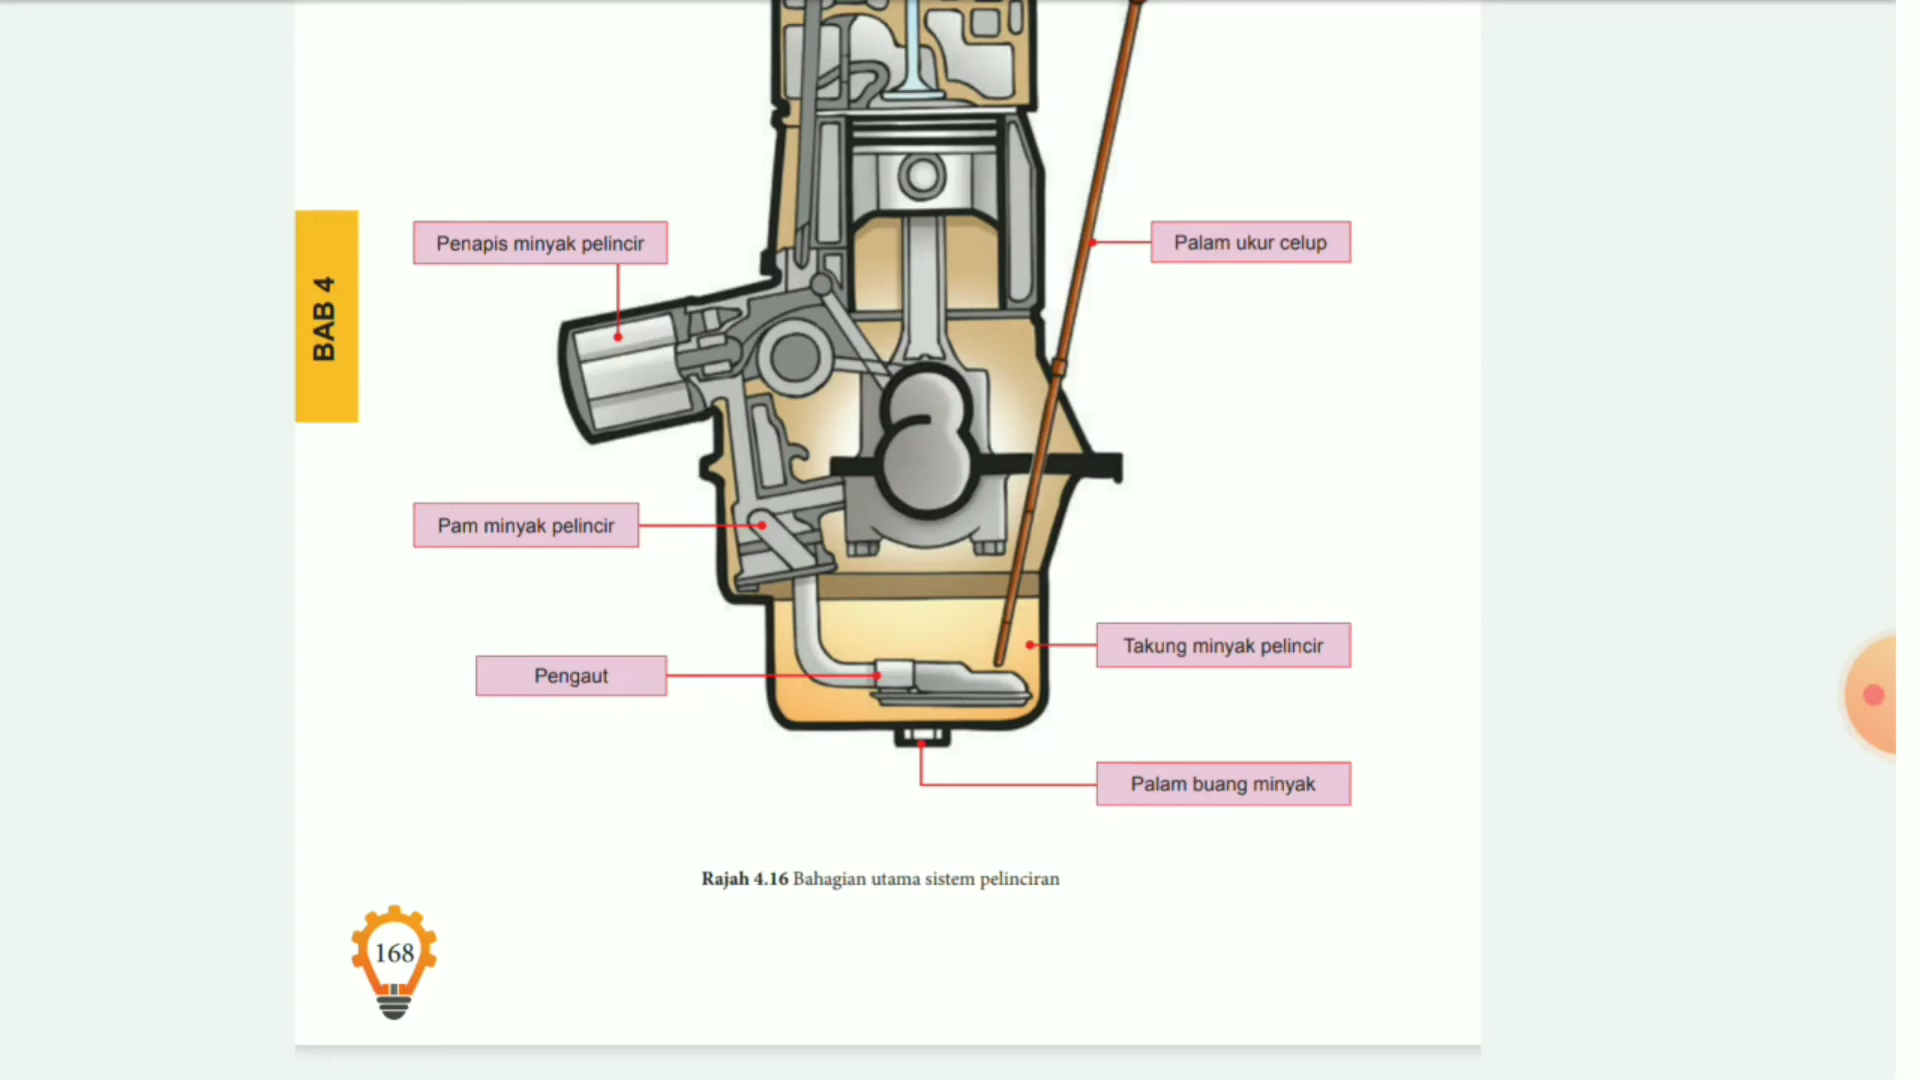 Penapis minyak pelincir
Palam ukur celup
BAB 4
Pam minyak pelincir
Takung minyak pelincir
Pengaut
Palam buang minyak
Rajah 4.16 Bahagian utama sistem pelinciran
168